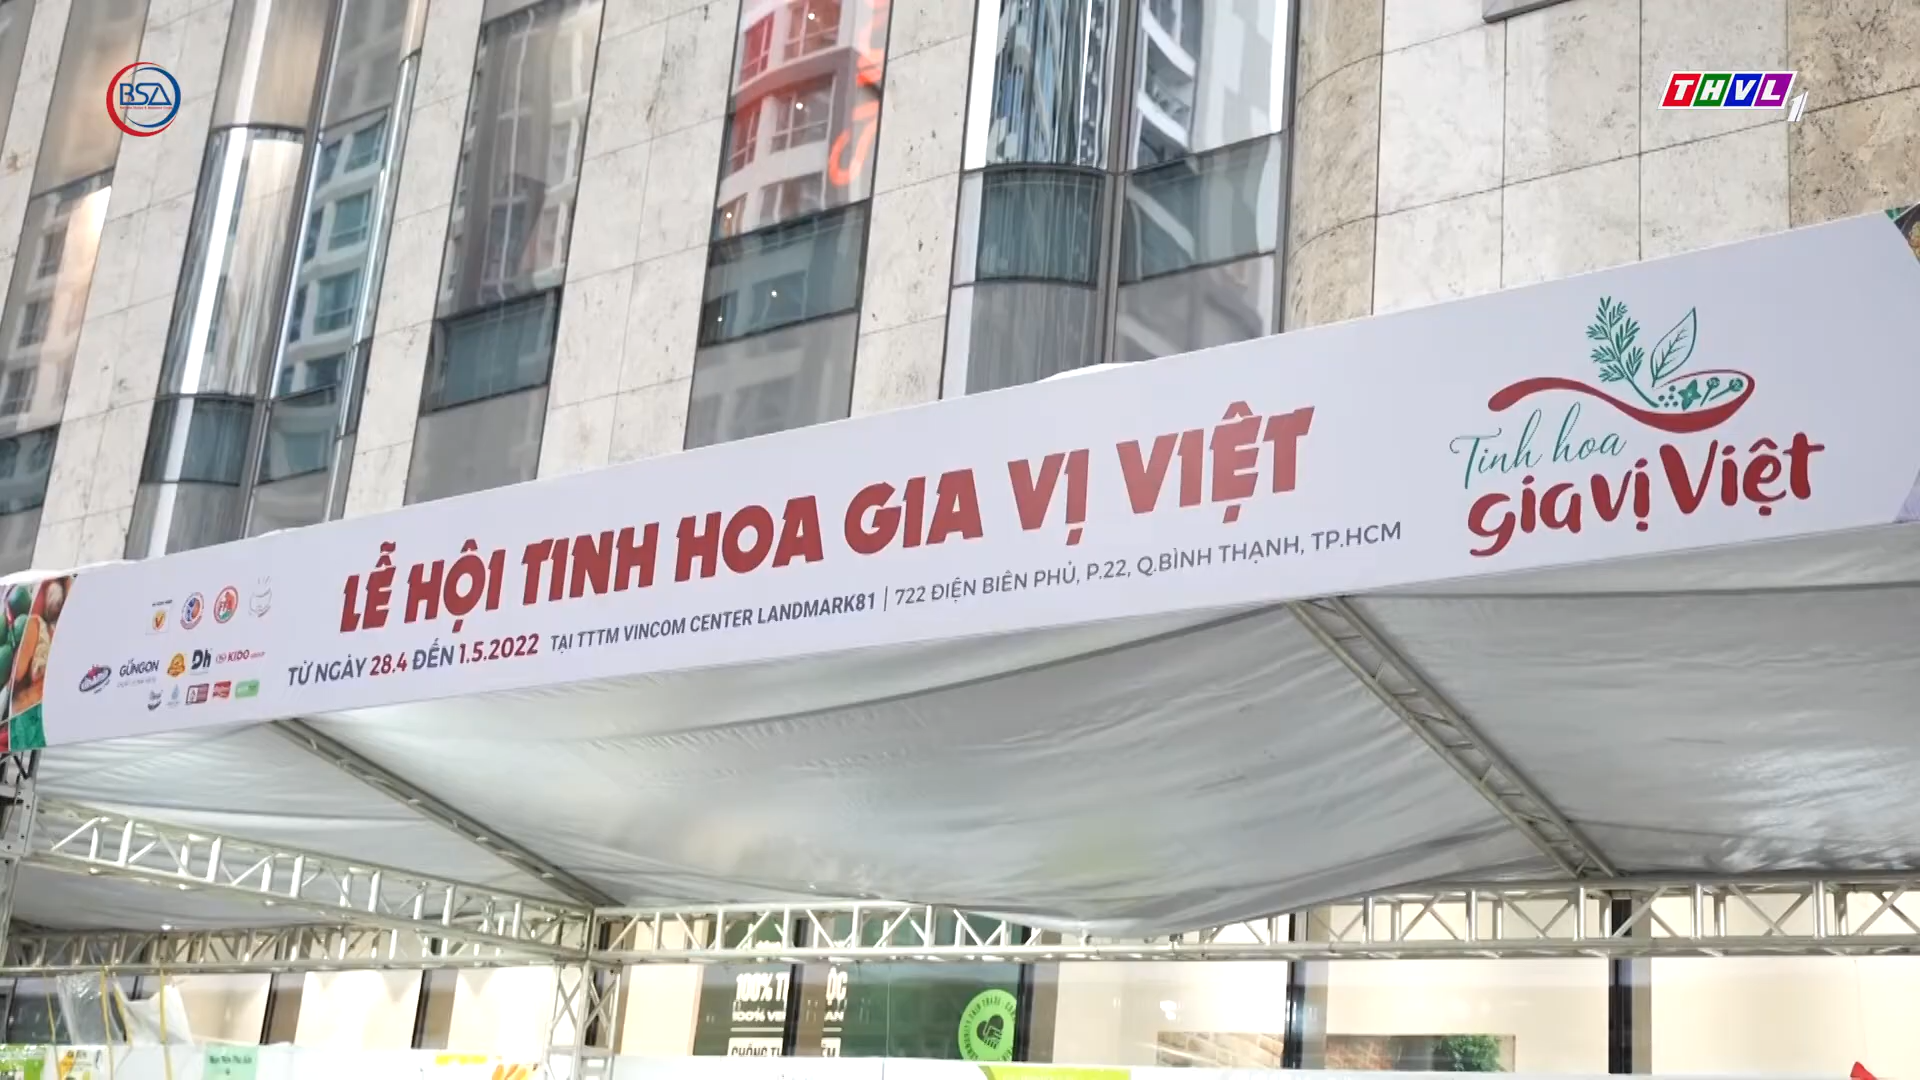 BSA
THVL1
LỄ HỘI TINH HOA GIA VỊ VIỆT
TỪ NGÀY 28.4 ĐẾN 1.5.2022 TẠI TTTM VINCOM CENTER LANDMARK81 | 722 ĐIỆN BIÊN PHỦ, P.22, Q.BÌNH THẠNH, TP.HCM
Tinh hoa
gia vị Việt
GUNGON
Dh
KIDO
100%
100%